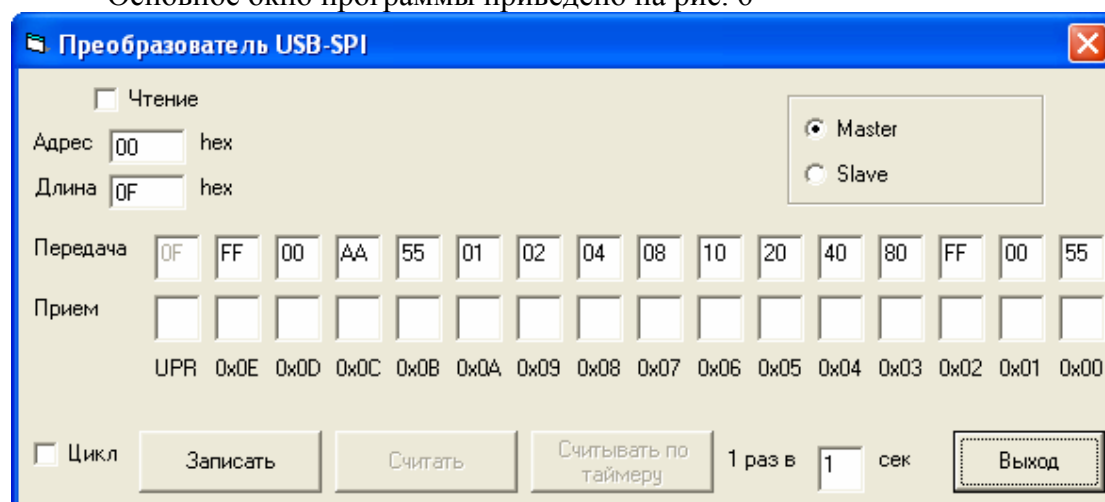 Основное окно программы приведено на рис. 6
Преобразователь USB-SPI
Чтение
Адрес 00 hex
Master
Длина 0F hex
Slave
Передача 0F FF 00 AA 55 01 02 04 08 10 20 40 80 FF 00 55
Прием
UPR 0x0E 0x0D 0x0C 0x0B 0x0A 0x09 0x08 0x07 0x06 0x05 0x04 0x03 0x02 0x01 0x00
Цикл Записать Считать Считывать по таймеру 1 раз в 1 сек Выход